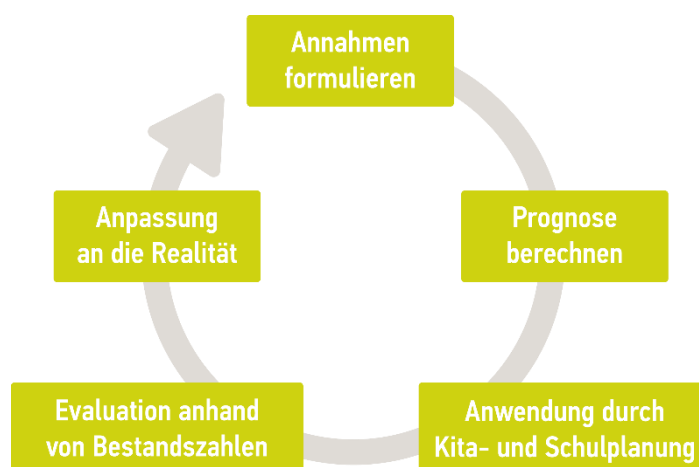 Annahmen
formulieren
Prognose
berechnen
Anwendung durch
Kita- und Schulplanung
Evaluation anhand
von Bestandszahlen
Anpassung
an die Realität